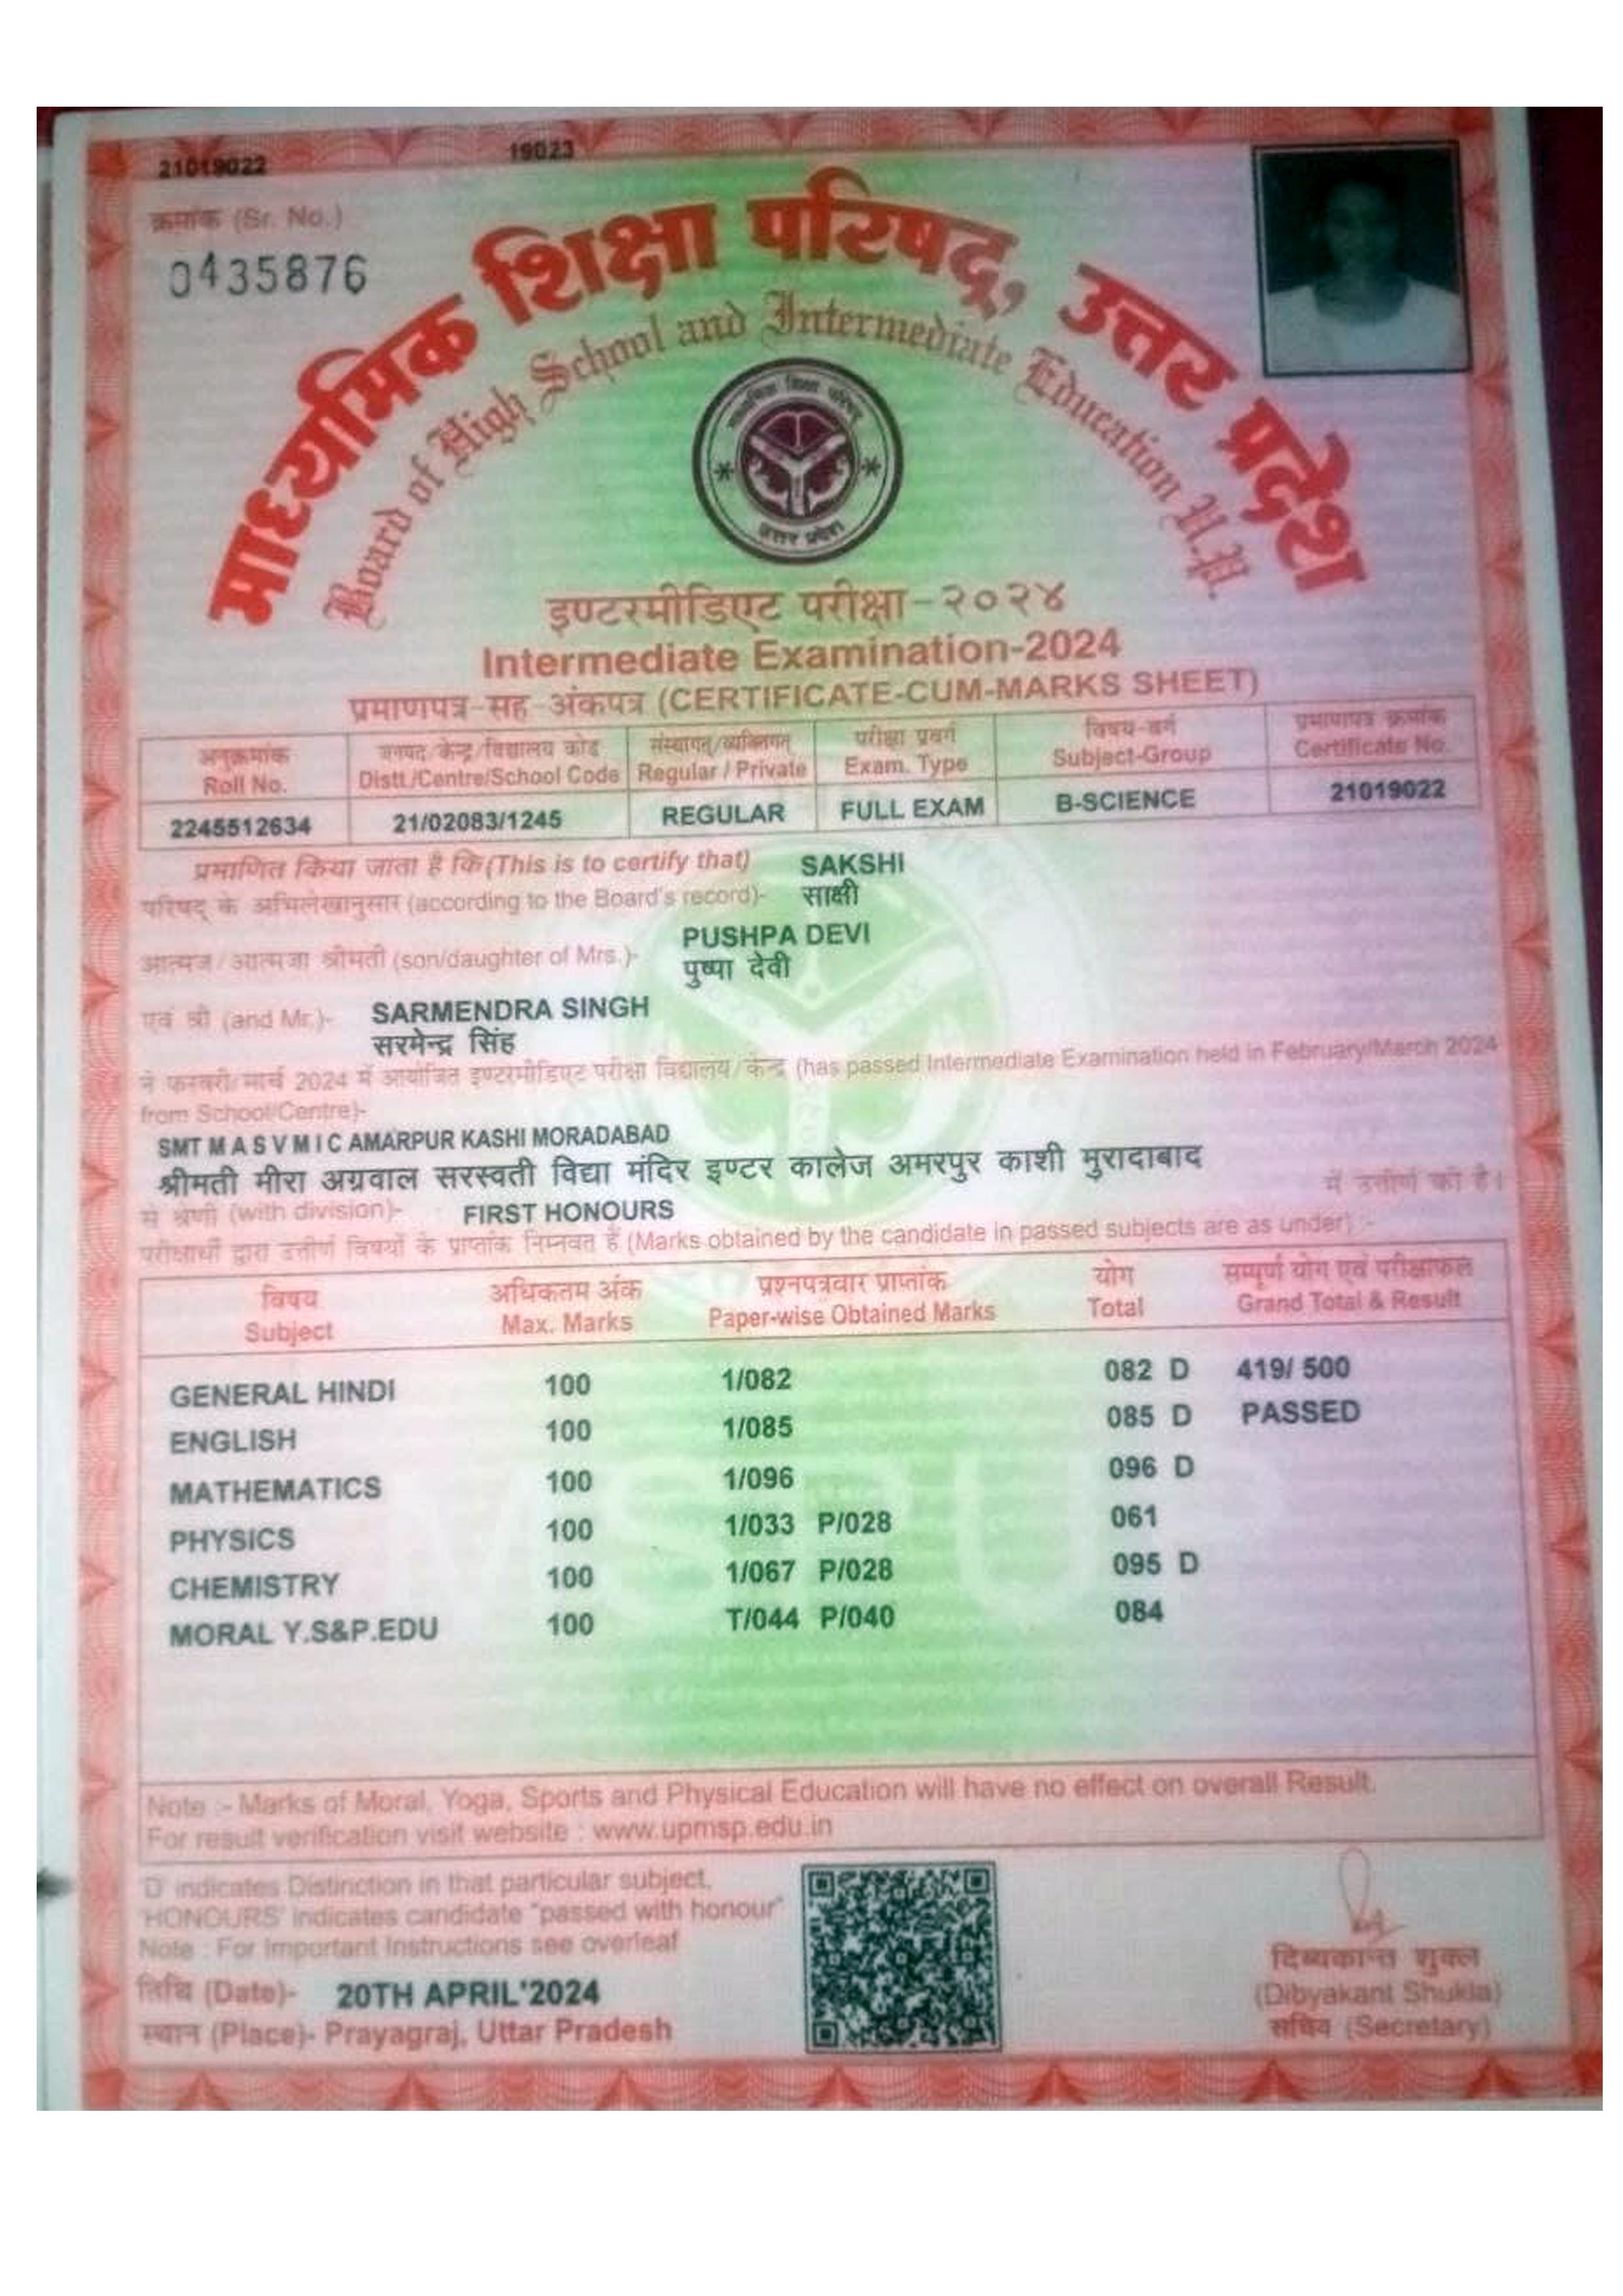 21019022 19023
क्रमांक (Sr. No.)
0435876
माध्यमिक शिक्षा परिषद्, उत्तर प्रदेश
Board of High School and Intermediate Education U.P.
माध्यमिक शिक्षा परिषद्
उत्तर प्रदेश
इण्टरमीडिएट परीक्षा-२०२४
Intermediate Examination-2024
प्रमाणपत्र-सह-अंकपत्र (CERTIFICATE-CUM-MARKS SHEET)
अनुक्रमांक जनपद/केन्द्र/विद्यालय कोड संस्थागत/व्यक्तिगत परीक्षा प्रवर्ग विषय-वर्ग प्रमाणपत्र क्रमांक
Roll No. Distt./Centre/School Code Regular / Private Exam. Type Subject-Group Certificate No.
2245512634 21/02083/1245 REGULAR FULL EXAM B-SCIENCE 21019022
प्रमाणित किया जाता है कि (This is to certify that) SAKSHI
परिषद् के अभिलेखानुसार (according to the Board's record)- साक्षी
PUSHPA DEVI
आत्मज/आत्मजा श्रीमती (son/daughter of Mrs.)- पुष्पा देवी
एवं श्री (and Mr.)- SARMENDRA SINGH
सरमेन्द्र सिंह
ने फरवरी/मार्च 2024 में आयोजित इण्टरमीडिएट परीक्षा विद्यालय/केन्द्र (has passed Intermediate Examination held in February/March 2024
from School/Centre)-
SMT M A S V M I C AMARPUR KASHI MORADABAD
श्रीमती मीरा अग्रवाल सरस्वती विद्या मंदिर इण्टर कालेज अमरपुर काशी मुरादाबाद
से श्रेणी (with division)- FIRST HONOURS में उत्तीर्ण की है।
परीक्षार्थी द्वारा उत्तीर्ण विषयों के प्राप्तांक निम्नवत हैं (Marks obtained by the candidate in passed subjects are as under) :-
विषय अधिकतम अंक प्रश्नपत्रवार प्राप्तांक योग सम्पूर्ण योग एवं परीक्षाफल
Subject Max. Marks Paper-wise Obtained Marks Total Grand Total & Result
GENERAL HINDI 100 1/082 082 D 419/ 500
ENGLISH 100 1/085 085 D PASSED
MATHEMATICS 100 1/096 096 D
PHYSICS 100 1/033 P/028 061
CHEMISTRY 100 1/067 P/028 095 D
MORAL Y.S&P.EDU 100 T/044 P/040 084
Note :- Marks of Moral, Yoga, Sports and Physical Education will have no effect on overall Result.
For result verification visit website : www.upmsp.edu.in
'D' indicates Distinction in that particular subject.
'HONOURS' indicates candidate "passed with honour"
Note : For Important Instructions see overleaf
तिथि (Date)- 20TH APRIL'2024
स्थान (Place)- Prayagraj, Uttar Pradesh
दिब्यकान्त शुक्ल
(Dibyakant Shukla)
सचिव (Secretary)